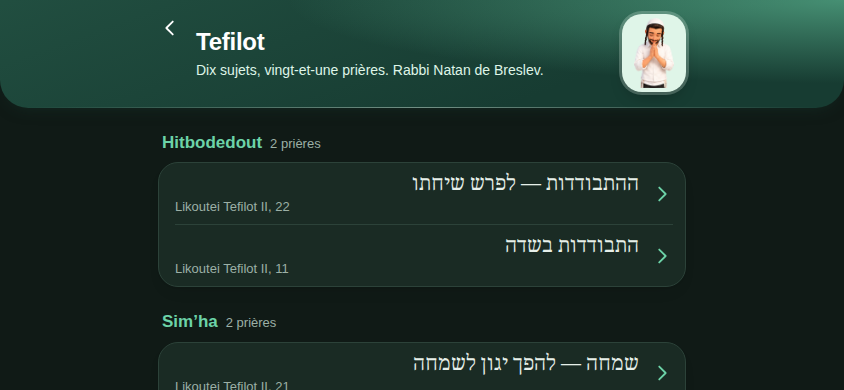 Tefilot
Dix sujets, vingt-et-une prières. Rabbi Natan de Breslev.
Hitbodedout 2 prières
ההתבודדות — לפרש שיחתו
Likoutei Tefilot II, 22
התבודדות בשדה
Likoutei Tefilot II, 11
Sim’ha 2 prières
שמחה — להפך יגון לשמחה
Likoutei Tefilot II, 21